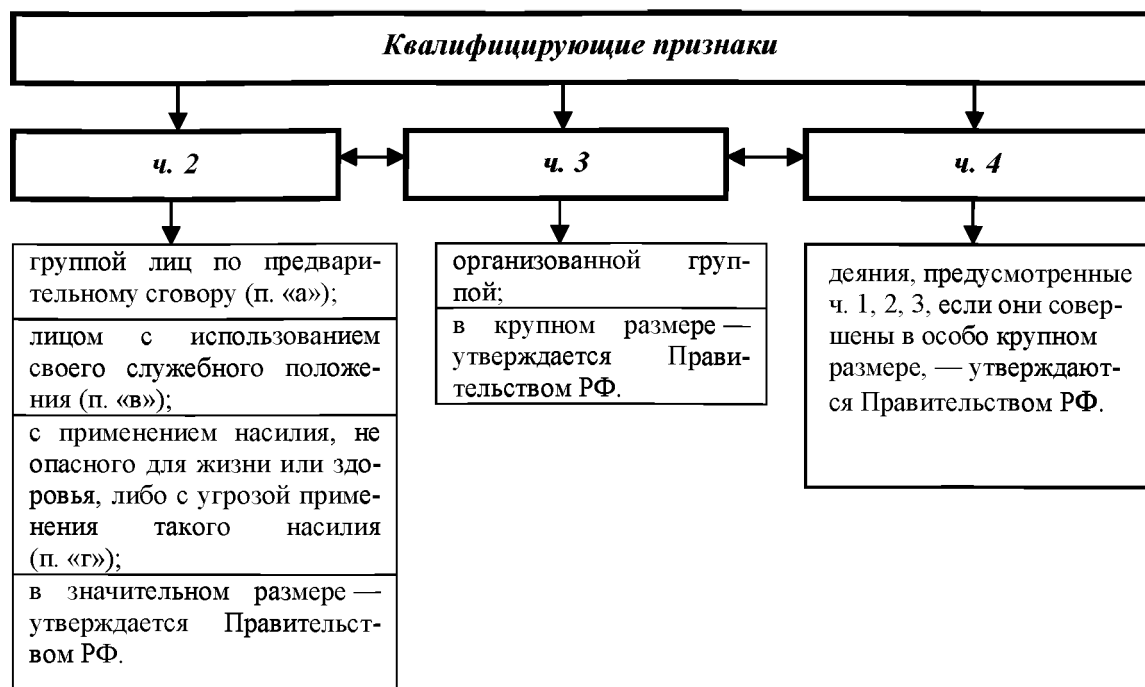 Квалифицирующие признаки
ч. 2
ч. 3
ч. 4
группой лиц по предвари-
тельному сговору (п. «а»);
лицом с использованием
своего служебного положе-
ния (п. «в»);
с применением насилия, не
опасного для жизни или здо-
ровья, либо с угрозой приме-
нения такого насилия
(п. «г»);
в значительном размере —
утверждается Правительст-
вом РФ.
организованной груп-
пой;
в крупном размере —
утверждается Прави-
тельством РФ.
деяния, предусмотренные
ч. 1, 2, 3, если они совер-
шены в особо крупном
размере, — утверждают-
ся Правительством РФ.